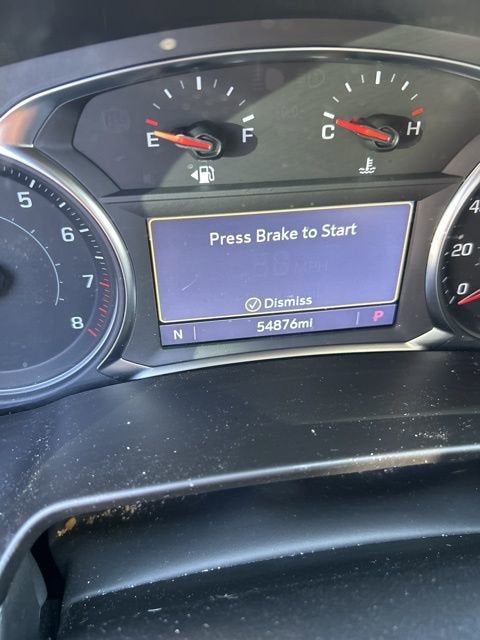 E F
C H
5
6
7
8
Press Brake to Start
Dismiss
N 54876mi P
20
0